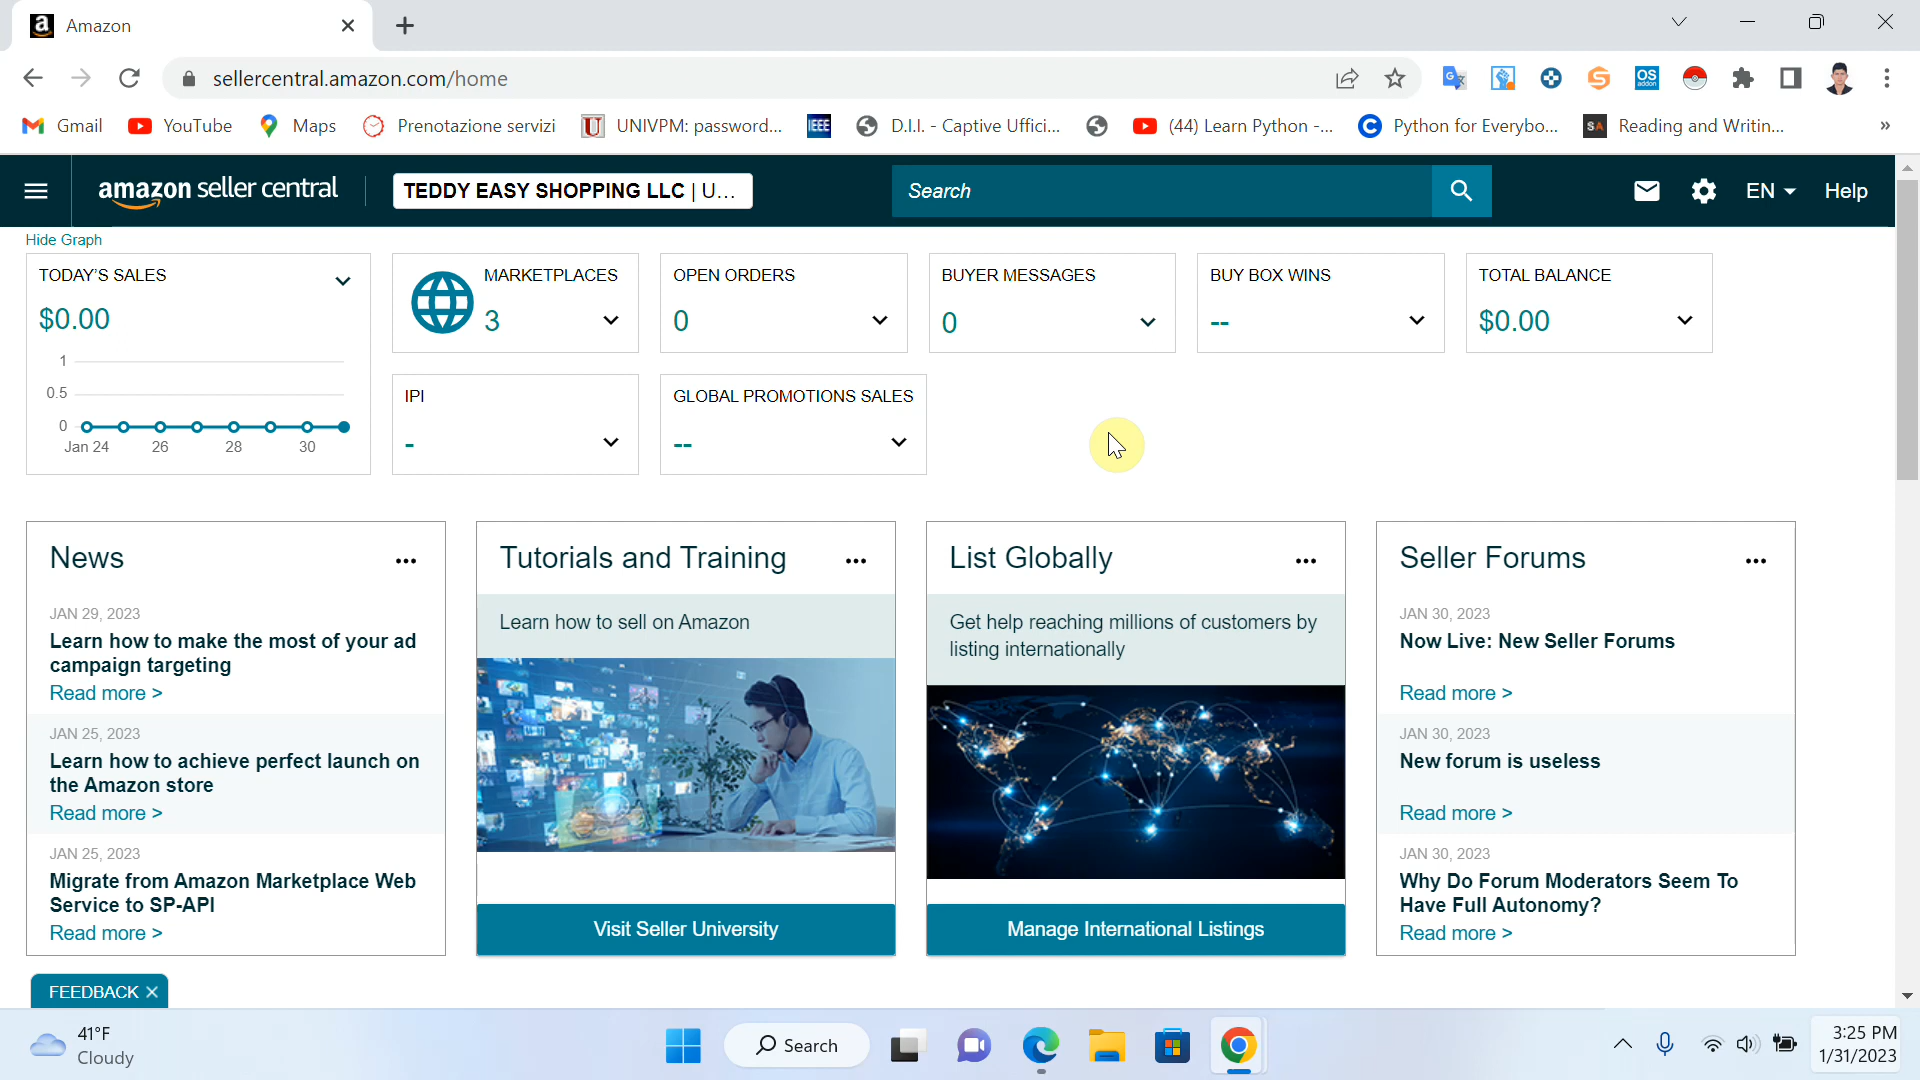 Amazon
sellercentral.amazon.com/home
Gmail
YouTube
Maps
Prenotazione servizi
UNIVPM: password...
IEEE
D.I.I. - Captive Uffici...
(44) Learn Python -...
Python for Everybo...
SA
Reading and Writin...
»
amazon seller central
TEDDY EASY SHOPPING LLC | U...
Search
EN
Help
Hide Graph
TODAY'S SALES
$0.00
1
0.5
0
Jan 24 26 28 30
MARKETPLACES
3
OPEN ORDERS
0
BUYER MESSAGES
0
BUY BOX WINS
--
TOTAL BALANCE
$0.00
IPI
-
GLOBAL PROMOTIONS SALES
--
News
JAN 29, 2023
Learn how to make the most of your ad
campaign targeting
Read more >
JAN 25, 2023
Learn how to achieve perfect launch on
the Amazon store
Read more >
JAN 25, 2023
Migrate from Amazon Marketplace Web
Service to SP-API
Read more >
Tutorials and Training
Learn how to sell on Amazon
Visit Seller University
List Globally
Get help reaching millions of customers by
listing internationally
Manage International Listings
Seller Forums
JAN 30, 2023
Now Live: New Seller Forums
Read more >
JAN 30, 2023
New forum is useless
Read more >
JAN 30, 2023
Why Do Forum Moderators Seem To
Have Full Autonomy?
Read more >
FEEDBACK
41°F
Cloudy
Search
3:25 PM
1/31/2023